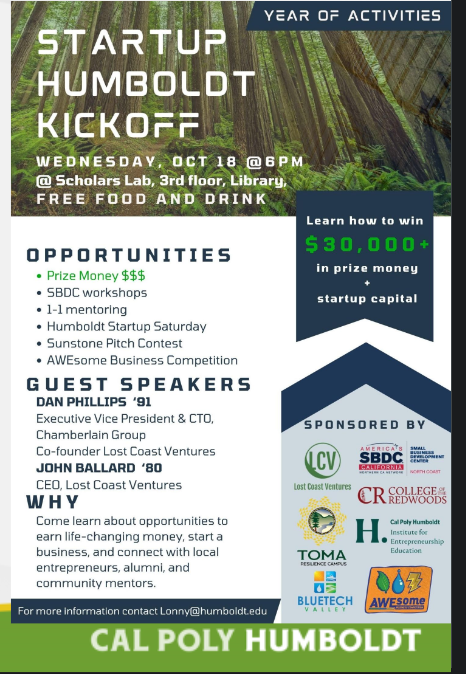 YEAR OF ACTIVITIES
STARTUP
HUMBOLDT
KICKOFF
WEDNESDAY, OCT 18 @6PM
@ Scholars Lab, 3rd floor, Library,
FREE FOOD AND DRINK
Learn how to win
$30,000+
in prize money
+
startup capital
OPPORTUNITIES
• Prize Money $$$
• SBDC workshops
• 1-1 mentoring
• Humboldt Startup Saturday
• Sunstone Pitch Contest
• AWEsome Business Competition
GUEST SPEAKERS
DAN PHILLIPS ‘91
Executive Vice President & CTO,
Chamberlain Group
Co-founder Lost Coast Ventures
JOHN BALLARD ‘80
CEO, Lost Coast Ventures
WHY
Come learn about opportunities to
earn life-changing money, start a
business, and connect with local
entrepreneurs, alumni, and
community mentors.
SPONSORED BY
LCV
Lost Coast Ventures
AMERICA'S
SBDC
CALIFORNIA
SMALL
BUSINESS
DEVELOPMENT
CENTER
NORTH COAST
CR COLLEGE OF THE
REDWOODS
TOMA
RESILIENCE CAMPUS
H.
Cal Poly Humboldt
Institute for
Entrepreneurship
Education
BLUETECH
VALLEY
AWEsome
For more information contact Lonny@humboldt.edu
CAL POLY HUMBOLDT